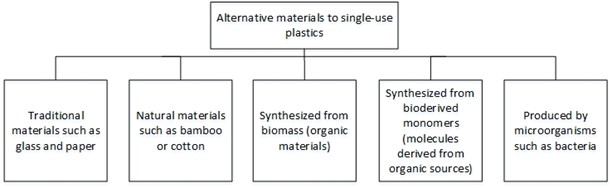 Alternative materials to single-use
plastics
Traditional
materials such as
glass and paper
Natural materials
such as bamboo
or cotton
Synthesized from
biomass (organic
materials)
Synthesized from
bioderived
monomers
(molecules
derived from
organic sources)
Produced by
microorganisms
such as bacteria